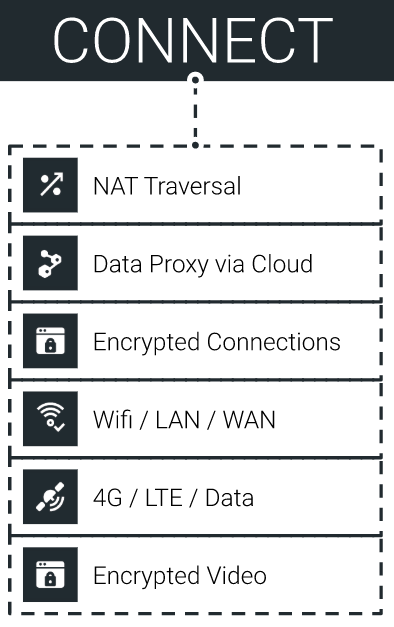 CONNECT
NAT Traversal
Data Proxy via Cloud
Encrypted Connections
Wifi / LAN / WAN
4G / LTE / Data
Encrypted Video